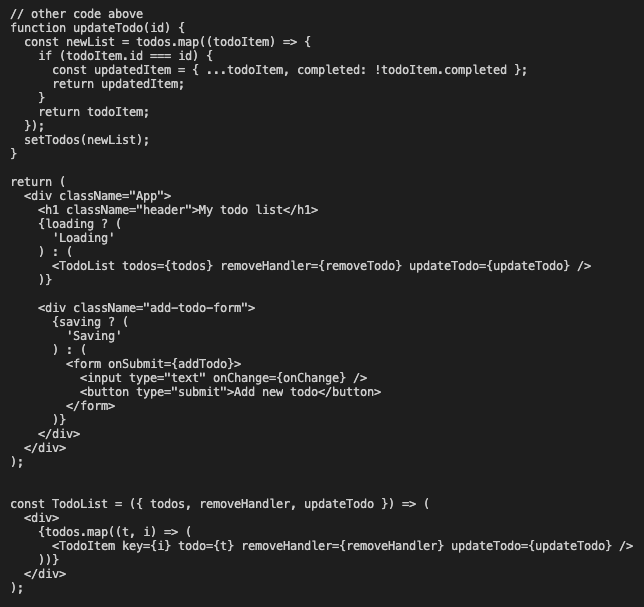 // other code above
function updateTodo(id) {
  const newList = todos.map((todoItem) => {
    if (todoItem.id === id) {
      const updatedItem = { ...todoItem, completed: !todoItem.completed };
      return updatedItem;
    }
    return todoItem;
  });
  setTodos(newList);
}

return (
  <div className="App">
    <h1 className="header">My todo list</h1>
    {loading ? (
      'Loading'
    ) : (
      <TodoList todos={todos} removeHandler={removeTodo} updateTodo={updateTodo} />
    )}

    <div className="add-todo-form">
      {saving ? (
        'Saving'
      ) : (
        <form onSubmit={addTodo}>
          <input type="text" onChange={onChange} />
          <button type="submit">Add new todo</button>
        </form>
      )}
    </div>
  </div>
);

const TodoList = ({ todos, removeHandler, updateTodo }) => (
  <div>
    {todos.map((t, i) => (
      <TodoItem key={i} todo={t} removeHandler={removeHandler} updateTodo={updateTodo} />
    ))}
  </div>
);